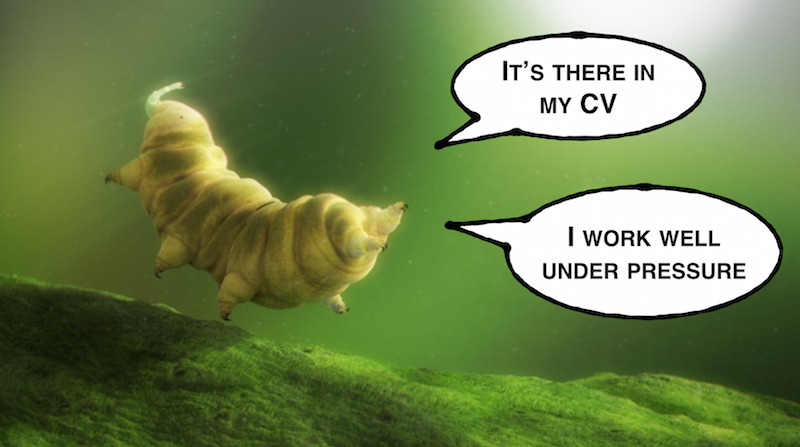 It's there in
my CV
I work well
under pressure